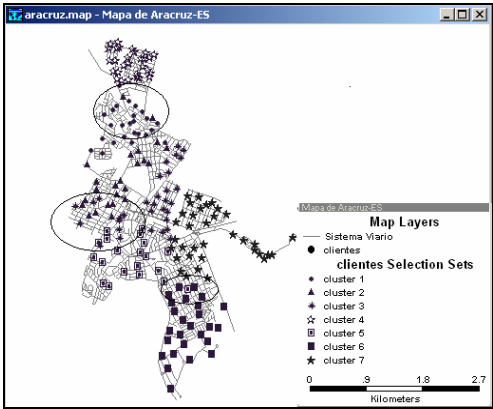 aracruz.map - Mapa de Aracruz-ES
Mapa de Aracruz-ES
Map Layers
Sistema Viario
clientes
clientes Selection Sets
cluster 1
cluster 2
cluster 3
cluster 4
cluster 5
cluster 6
cluster 7
0 .9 1.8 2.7
Kilometers